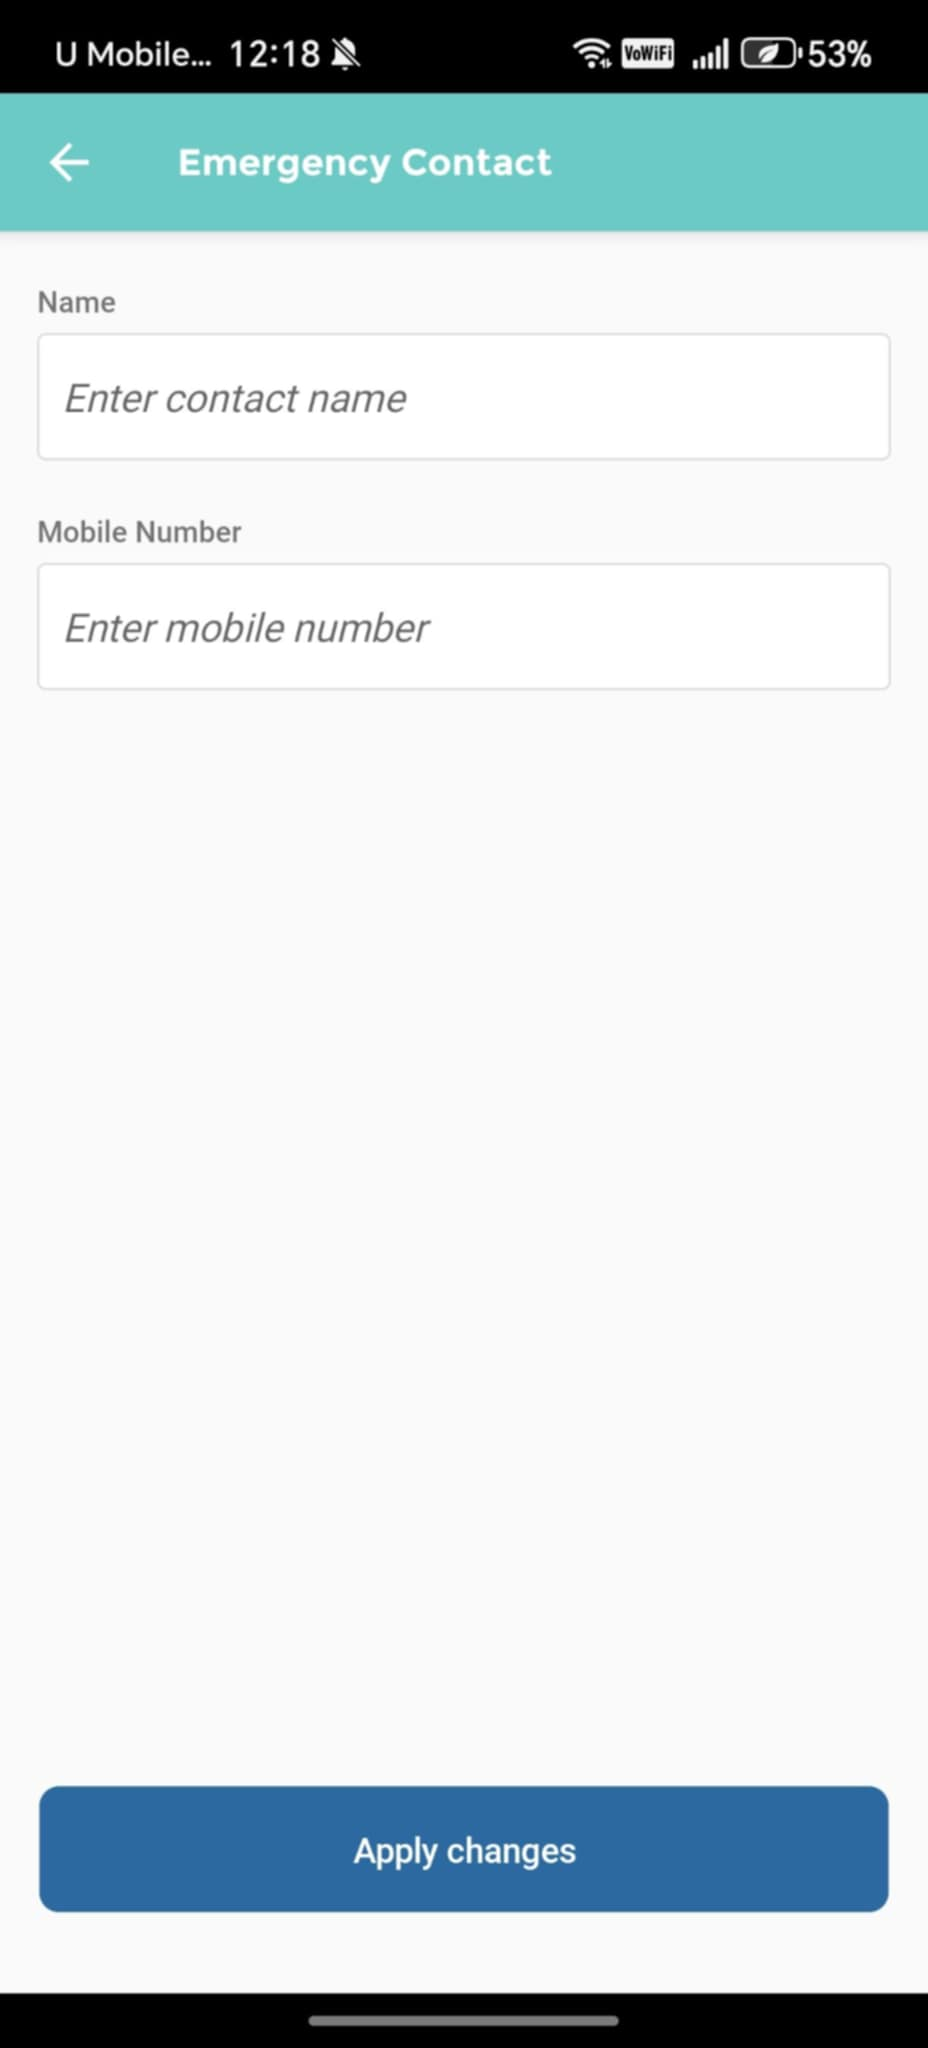 U Mobile... 12:18 VoWiFi 53%
Emergency Contact
Name
Enter contact name
Mobile Number
Enter mobile number
Apply changes